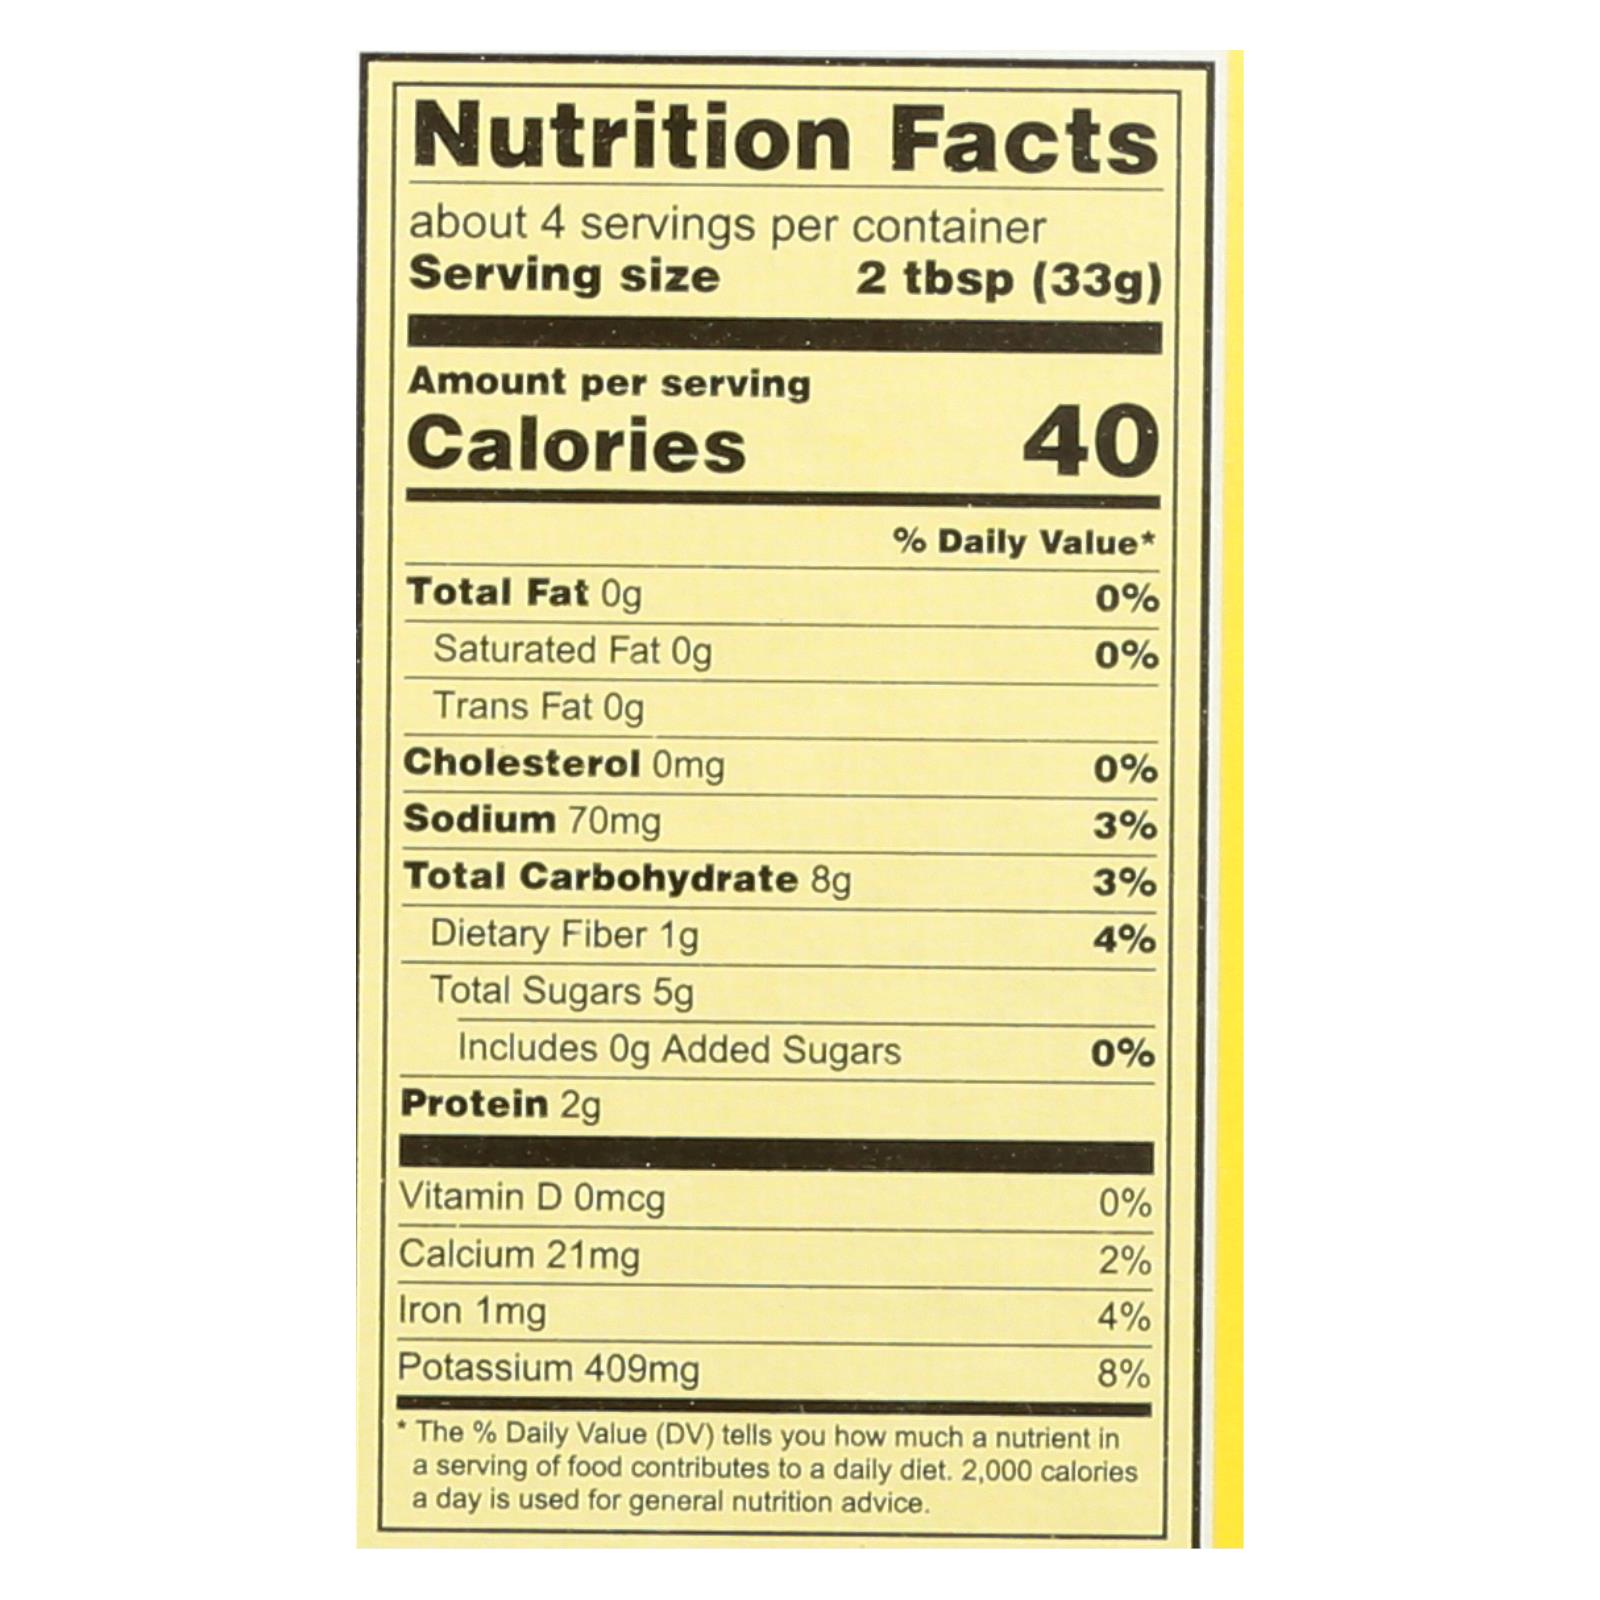 Nutrition Facts
about 4 servings per container
Serving size 2 tbsp (33g)
Amount per serving
Calories 40
% Daily Value*
Total Fat 0g 0%
Saturated Fat 0g 0%
Trans Fat 0g
Cholesterol 0mg 0%
Sodium 70mg 3%
Total Carbohydrate 8g 3%
Dietary Fiber 1g 4%
Total Sugars 5g
Includes 0g Added Sugars 0%
Protein 2g
Vitamin D 0mcg 0%
Calcium 21mg 2%
Iron 1mg 4%
Potassium 409mg 8%
* The % Daily Value (DV) tells you how much a nutrient in
a serving of food contributes to a daily diet. 2,000 calories
a day is used for general nutrition advice.